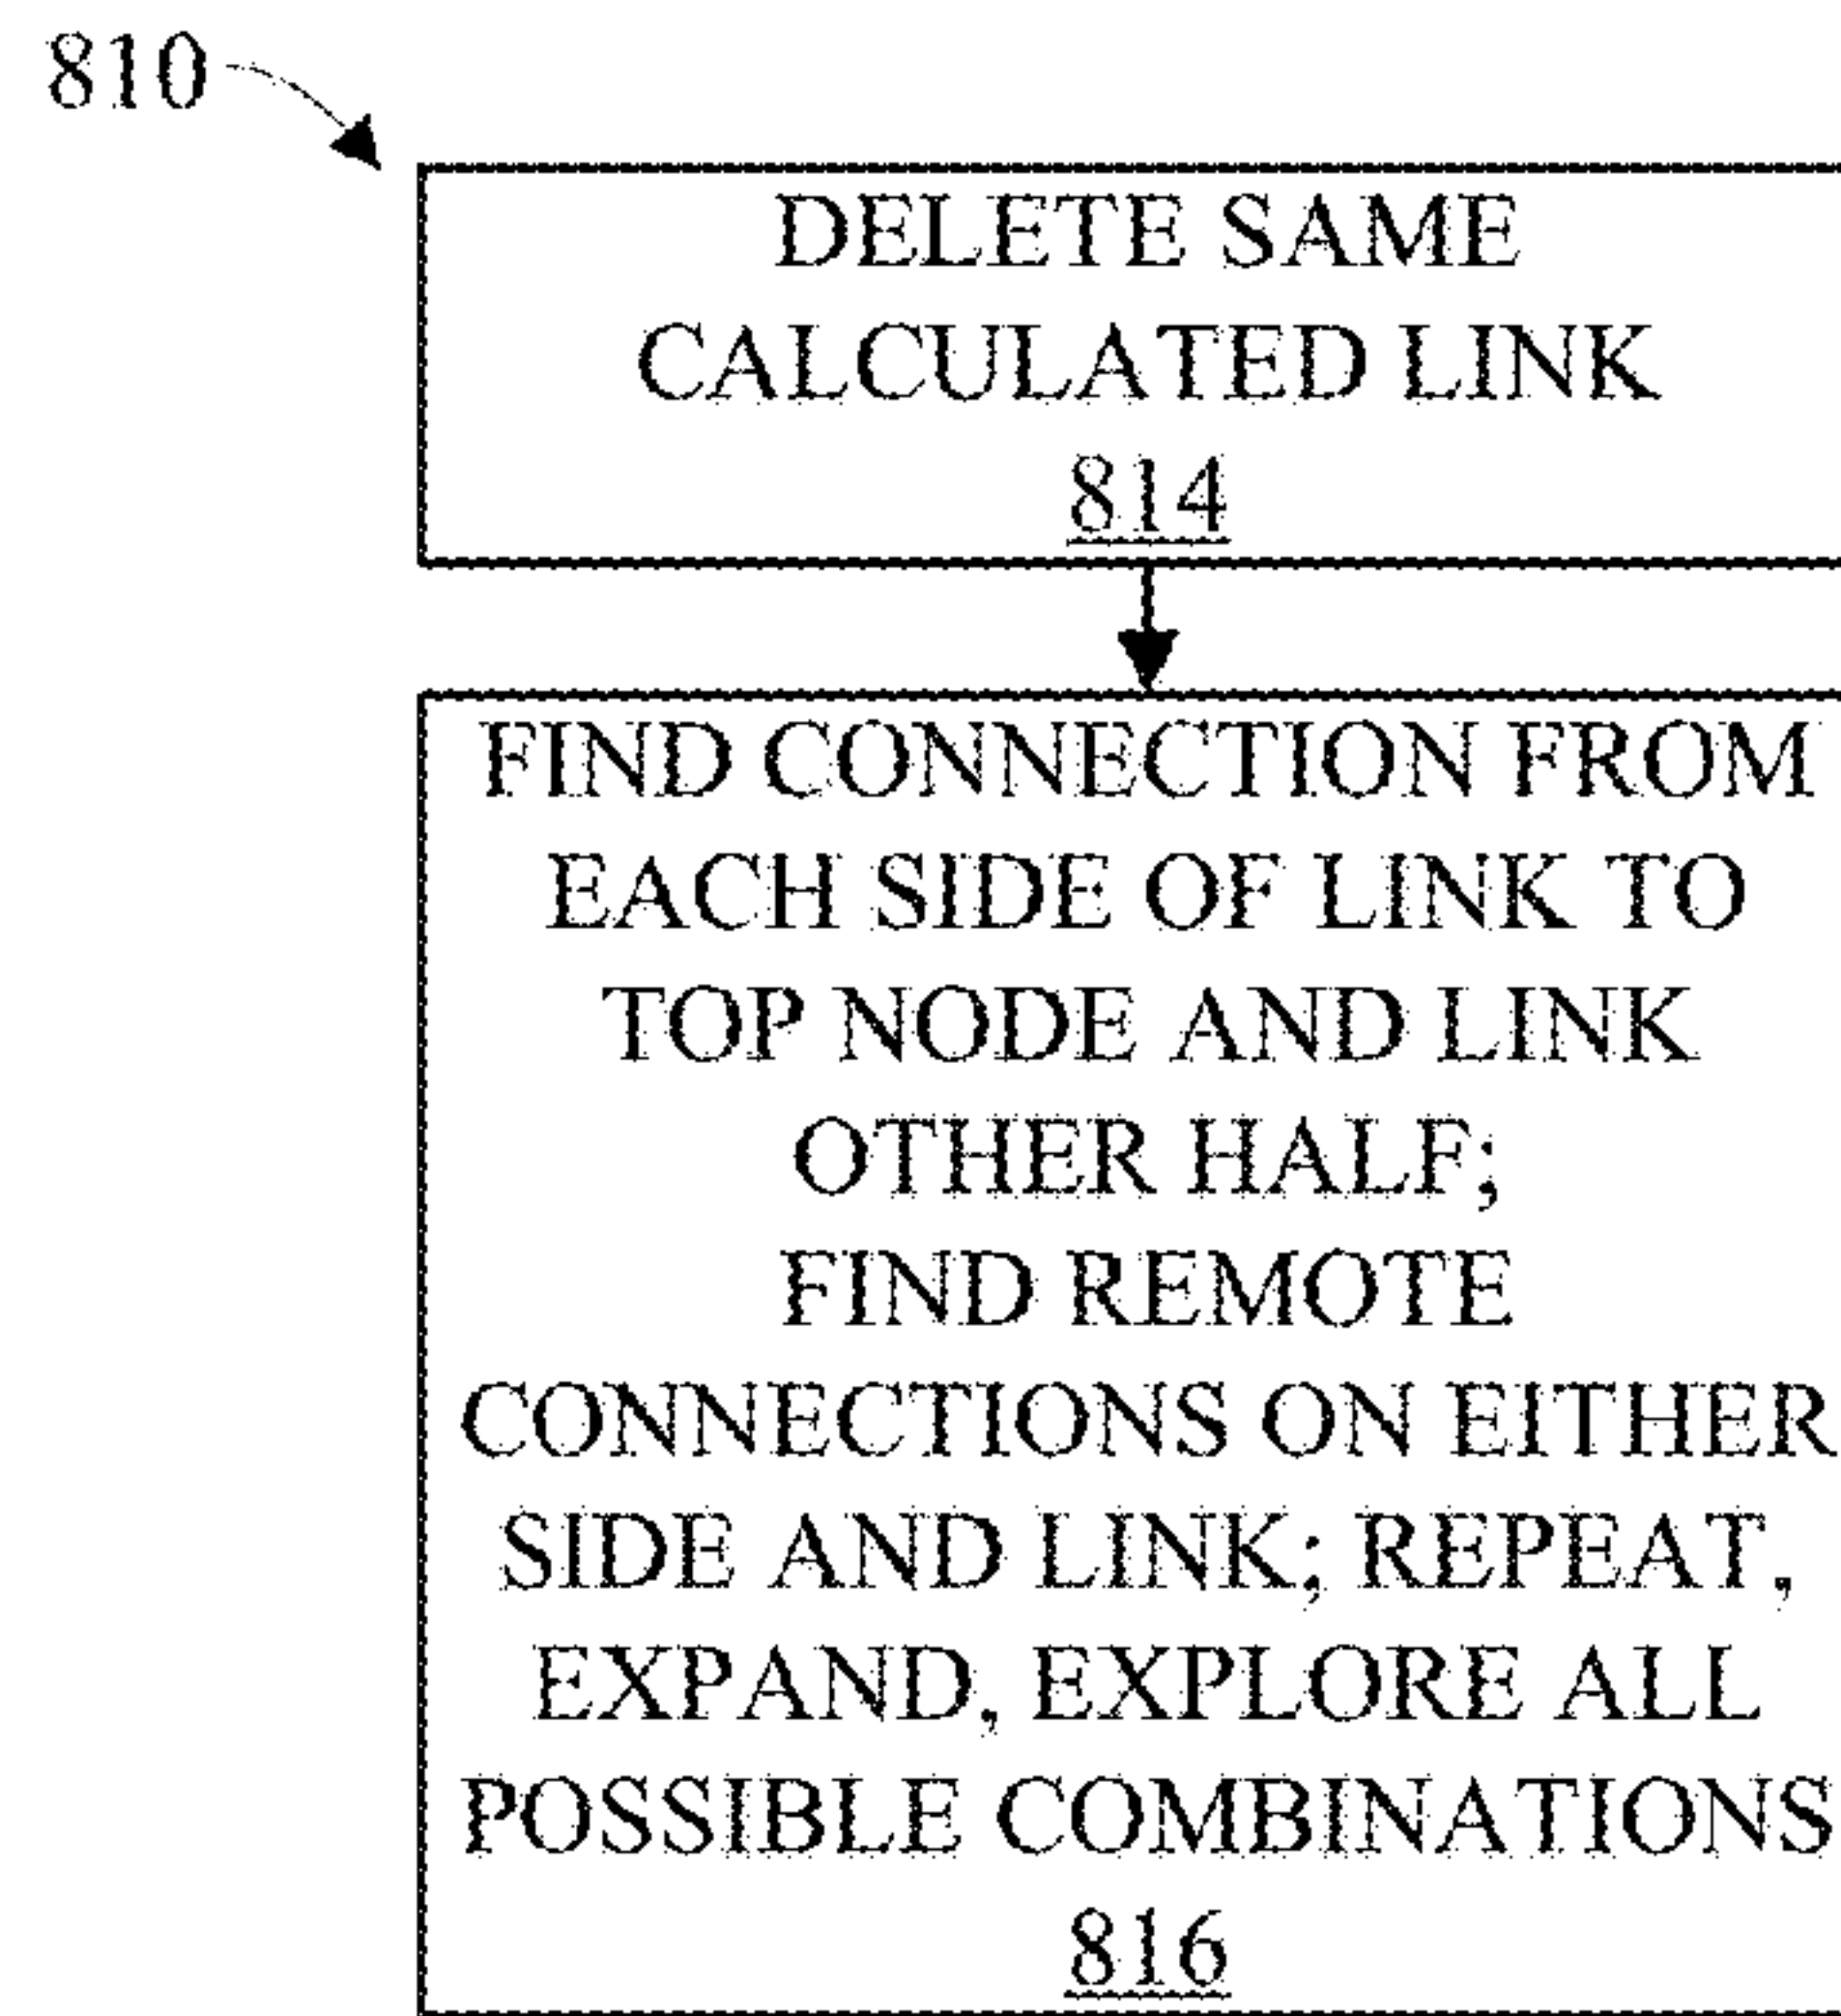 810
DELETE SAME
CALCULATED LINK
814
FIND CONNECTION FROM
EACH SIDE OF LINK TO
TOP NODE AND LINK
OTHER HALF;
FIND REMOTE
CONNECTIONS ON EITHER
SIDE AND LINK; REPEAT,
EXPAND, EXPLORE ALL
POSSIBLE COMBINATIONS
816